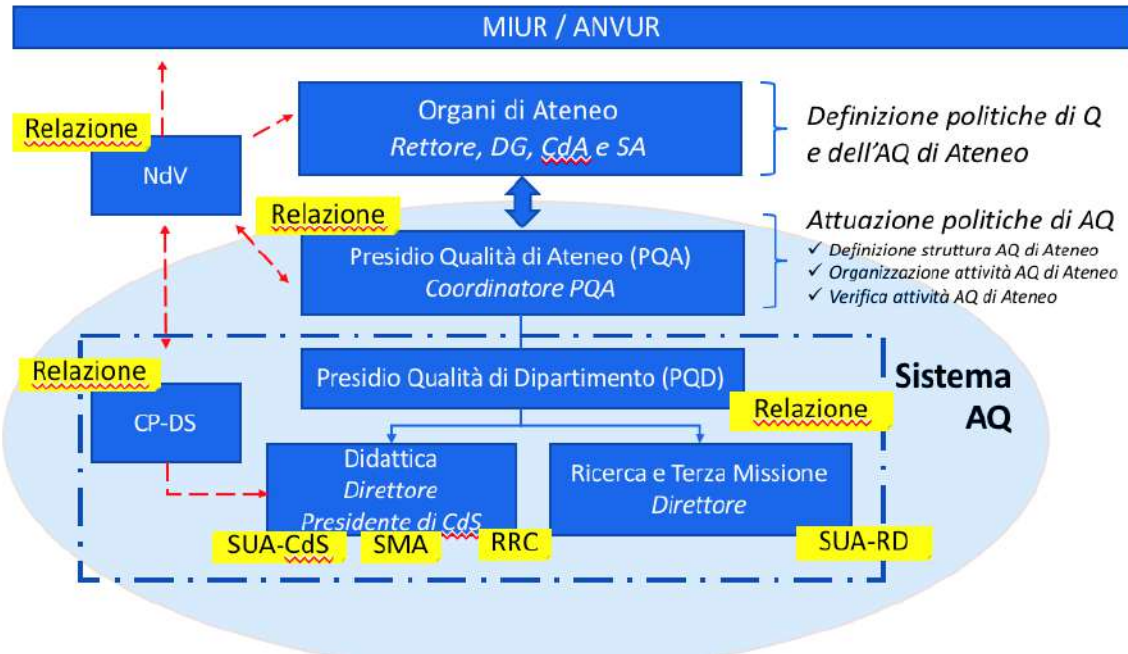 MIUR / ANVUR
Relazione
NdV
Organi di Ateneo
Rettore, DG, CdA e SA
Definizione politiche di Q
e dell'AQ di Ateneo
Relazione
Presidio Qualità di Ateneo (PQA)
Coordinatore PQA
Attuazione politiche di AQ
✓ Definizione struttura AQ di Ateneo
✓ Organizzazione attività AQ di Ateneo
✓ Verifica attività AQ di Ateneo
Relazione
CP-DS
Presidio Qualità di Dipartimento (PQD)
Relazione
Sistema
AQ
Didattica
Direttore
Presidente di CdS
Ricerca e Terza Missione
Direttore
SUA-CdS
SMA
RRC
SUA-RD